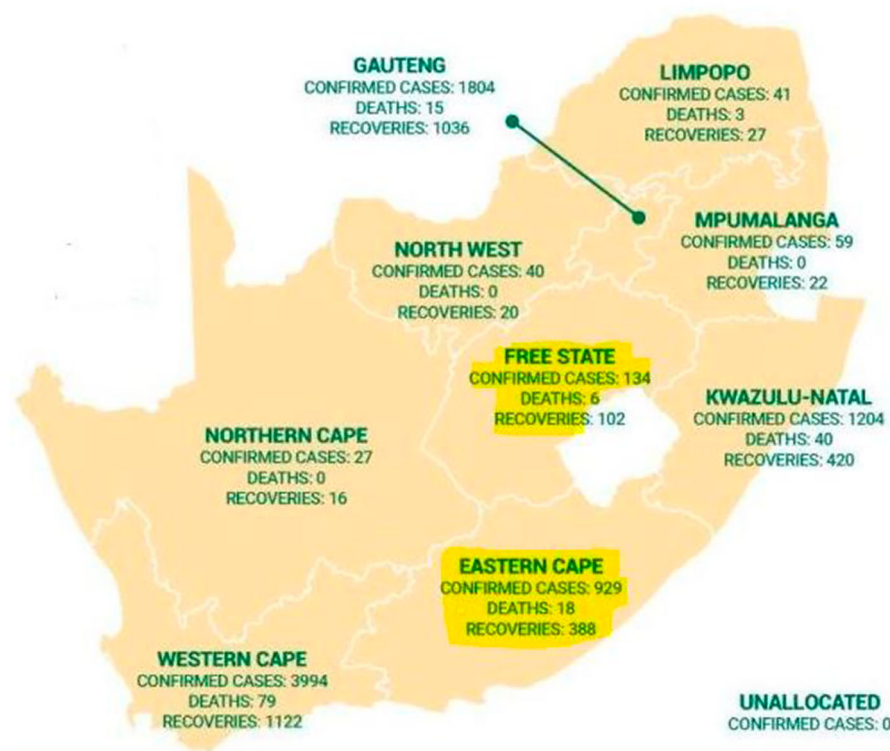 GAUTENG
CONFIRMED CASES: 1804
DEATHS: 15
RECOVERIES: 1036
LIMPOPO
CONFIRMED CASES: 41
DEATHS: 3
RECOVERIES: 27
MPUMALANGA
CONFIRMED CASES: 59
DEATHS: 0
RECOVERIES: 22
NORTH WEST
CONFIRMED CASES: 40
DEATHS: 0
RECOVERIES: 20
FREE STATE
CONFIRMED CASES: 134
DEATHS: 6
RECOVERIES: 102
KWAZULU-NATAL
CONFIRMED CASES: 1204
DEATHS: 40
RECOVERIES: 420
NORTHERN CAPE
CONFIRMED CASES: 27
DEATHS: 0
RECOVERIES: 16
EASTERN CAPE
CONFIRMED CASES: 929
DEATHS: 18
RECOVERIES: 388
WESTERN CAPE
CONFIRMED CASES: 3994
DEATHS: 79
RECOVERIES: 1122
UNALLOCATED
CONFIRMED CASES: 0